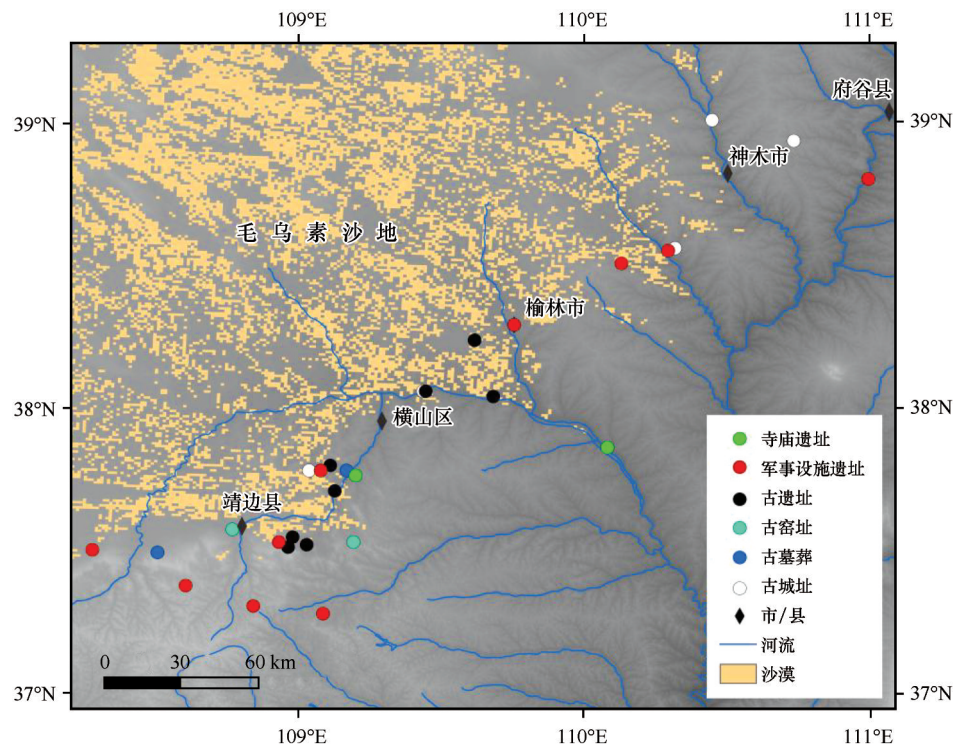 109°E 110°E 111°E
府谷县
39°N 39°N
神木市
毛乌素沙地
榆林市
38°N 38°N
横山区
寺庙遗址
军事设施遗址
靖边县
古遗址
古窑址
古墓葬
古城址
市/县
河流
0 30 60 km
沙漠
37°N 37°N
109°E 110°E 111°E